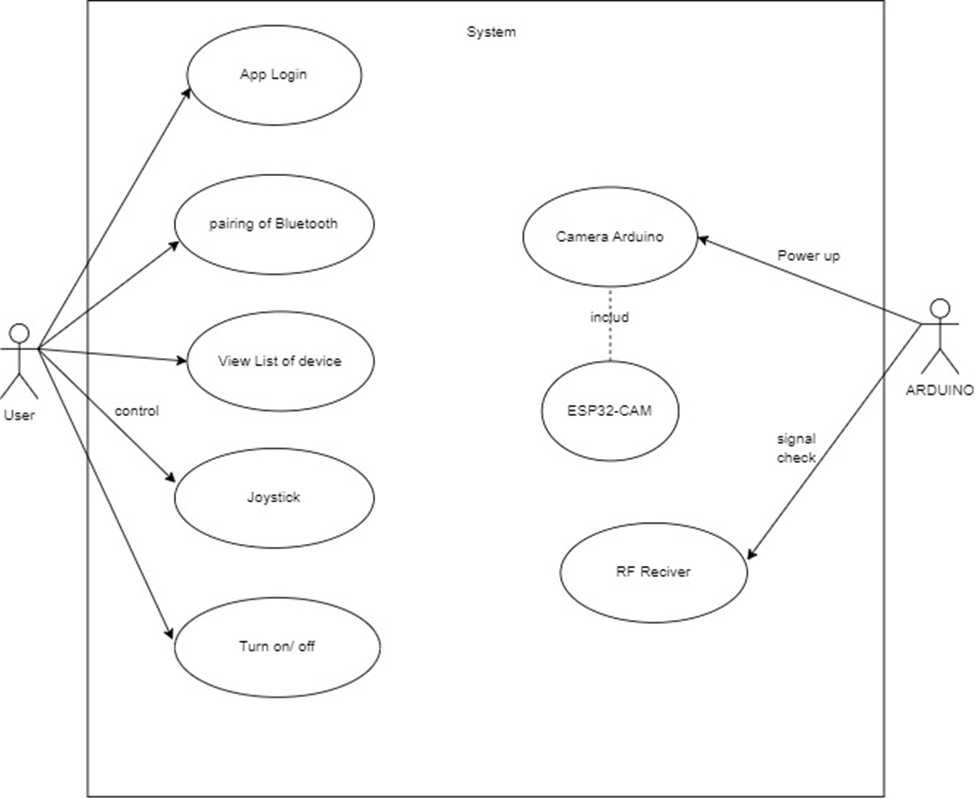 System
App Login
pairing of Bluetooth
Camera Arduino
Power up
includ
View List of device
User
control
ARDUINO
ESP32-CAM
signal
check
Joystick
RF Reciver
Turn on/ off